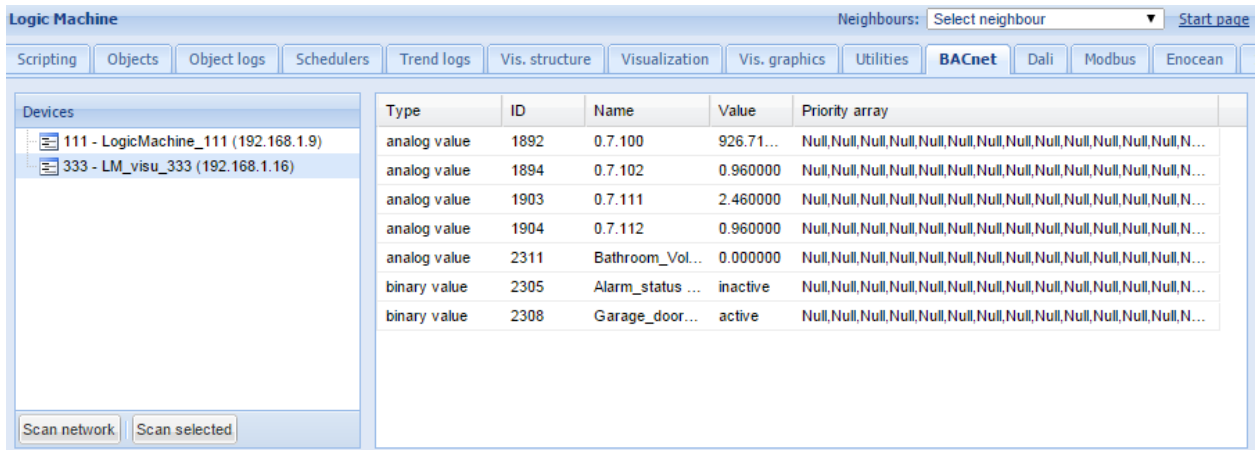 Logic Machine Neighbours: Select neighbour Start page
Scripting Objects Object logs Schedulers Trend logs Vis. structure Visualization Vis. graphics Utilities BACnet Dali Modbus Enocean
Devices
111 - LogicMachine_111 (192.168.1.9)
333 - LM_visu_333 (192.168.1.16)
Scan network Scan selected
Type ID Name Value Priority array
analog value 1892 0.7.100 926.71... Null,Null,Null,Null,Null,Null,Null,Null,Null,Null,Null,Null,Null,N...
analog value 1894 0.7.102 0.960000 Null,Null,Null,Null,Null,Null,Null,Null,Null,Null,Null,Null,Null,N...
analog value 1903 0.7.111 2.460000 Null,Null,Null,Null,Null,Null,Null,Null,Null,Null,Null,Null,Null,N...
analog value 1904 0.7.112 0.960000 Null,Null,Null,Null,Null,Null,Null,Null,Null,Null,Null,Null,Null,N...
analog value 2311 Bathroom_Vol... 0.000000 Null,Null,Null,Null,Null,Null,Null,Null,Null,Null,Null,Null,Null,N...
binary value 2305 Alarm_status ... inactive Null,Null,Null,Null,Null,Null,Null,Null,Null,Null,Null,Null,Null,N...
binary value 2308 Garage_door... active Null,Null,Null,Null,Null,Null,Null,Null,Null,Null,Null,Null,Null,N...